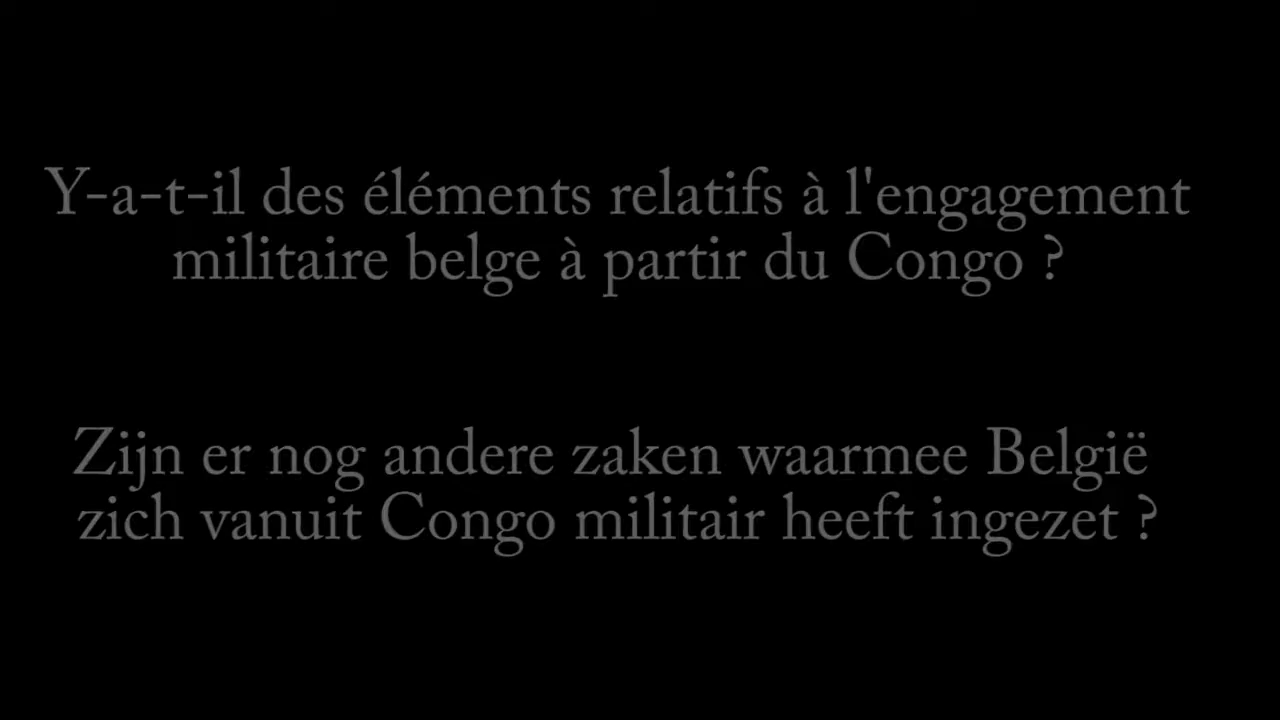 Y-a-t-il des éléments relatifs à l'engagement
militaire belge à partir du Congo ?
Zijn er nog andere zaken waarmee België
zich vanuit Congo militair heeft ingezet ?